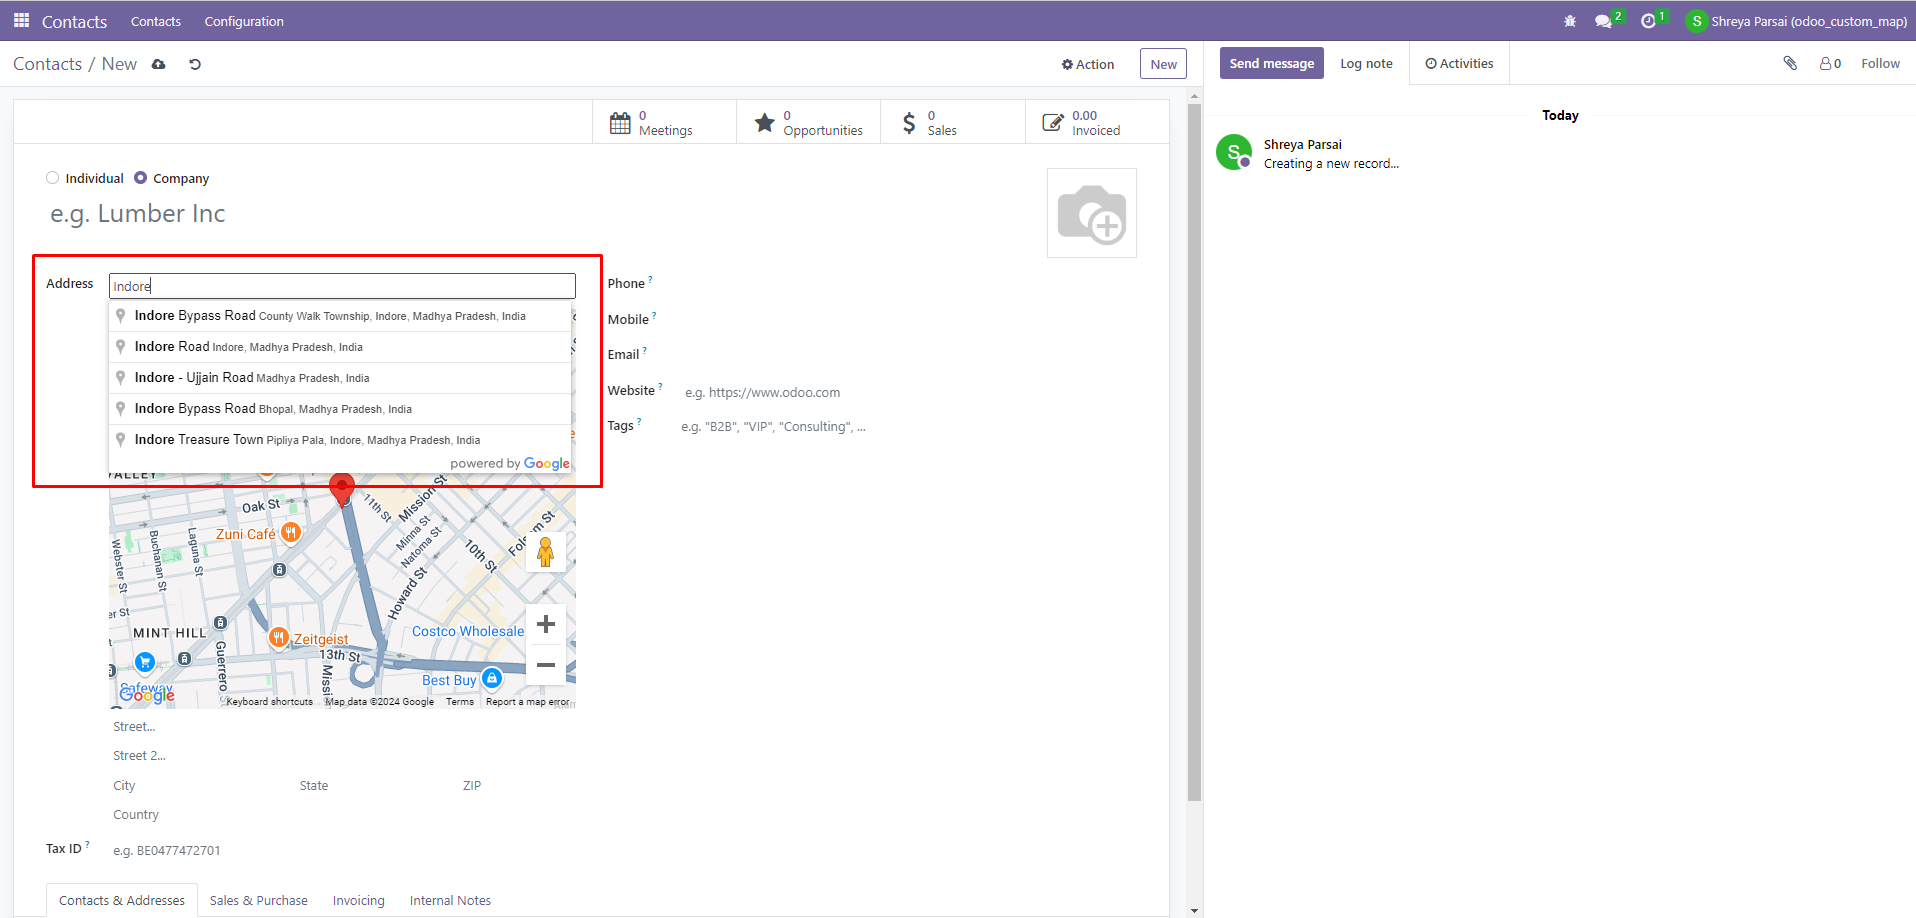 Contacts Contacts Configuration 2 1 S Shreya Parsai (odoo_custom_map)
Contacts / New Action New
Send message Log note Activities 0 Follow
0 Meetings
0 Opportunities
0 Sales
0.00 Invoiced
Today
S Shreya Parsai
Creating a new record...
Individual Company
e.g. Lumber Inc
Address Indore
Indore Bypass Road County Walk Township, Indore, Madhya Pradesh, India
Indore Road Indore, Madhya Pradesh, India
Indore - Ujjain Road Madhya Pradesh, India
Indore Bypass Road Bhopal, Madhya Pradesh, India
Indore Treasure Town Pipliya Pala, Indore, Madhya Pradesh, India
powered by Google
Phone ?
Mobile ?
Email ?
Website ? e.g. https://www.odoo.com
Tags ? e.g. "B2B", "VIP", "Consulting", ...
VALLEY
Oak St
11th St
Mission St
Zuni Café
Minna St
Natoma St
10th St
Webster St
Buchanan St
Laguna St
Howard St
MINT HILL
Guerrero
Zeitgeist
Costco Wholesale
13th St
Best Buy
Safeway
Google
Keyboard shortcuts Map data ©2024 Google Terms Report a map error
Street...
Street 2...
City State ZIP
Country
Tax ID ? e.g. BE0477472701
Contacts & Addresses Sales & Purchase Invoicing Internal Notes